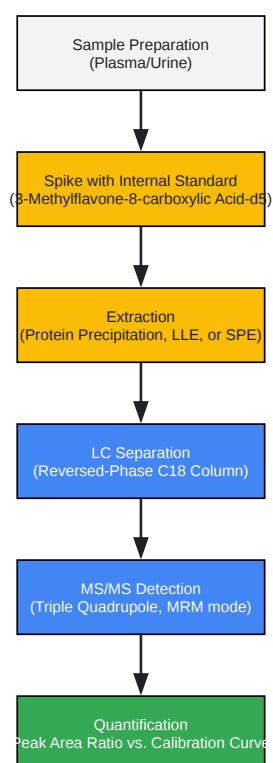 Sample Preparation
(Plasma/Urine)
Spike with Internal Standard
(3-Methylflavone-8-carboxylic Acid-d5)
Extraction
(Protein Precipitation, LLE, or SPE)
LC Separation
(Reversed-Phase C18 Column)
MS/MS Detection
(Triple Quadrupole, MRM mode)
Quantification
Peak Area Ratio vs. Calibration Curve